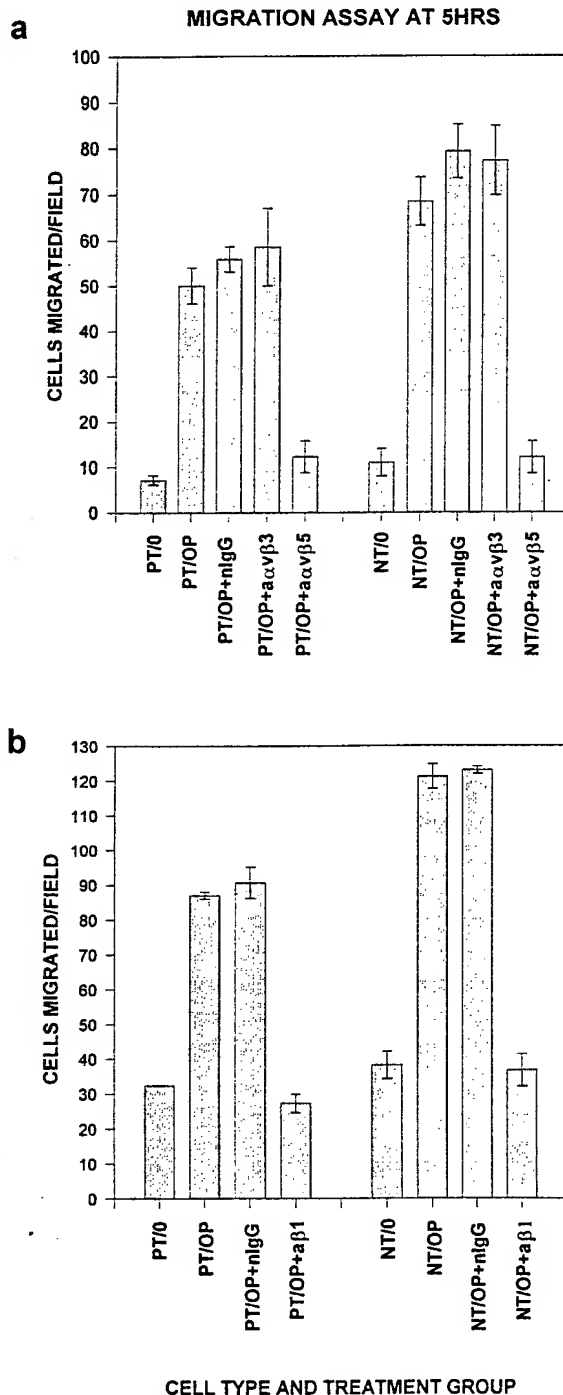 MIGRATION ASSAY AT 5HRS
a
100
90
80
70
60
50
40
30
20
10
0
CELLS MIGRATED/FIELD
PT/0
PT/OP
PT/OP+nIgG
PT/OP+aαvβ3
PT/OP+aαvβ5
NT/0
NT/OP
NT/OP+nIgG
NT/OP+aαvβ3
NT/OP+aαvβ5
b
130
120
110
100
90
80
70
60
50
40
30
20
10
0
CELLS MIGRATED/FIELD
PT/0
PT/OP
PT/OP+nIgG
PT/OP+aβ1
NT/0
NT/OP
NT/OP+nIgG
NT/OP+aβ1
CELL TYPE AND TREATMENT GROUP